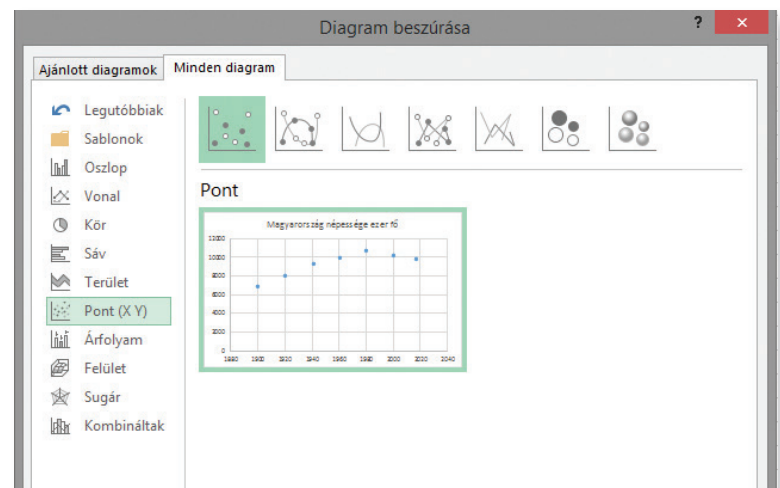 Diagram beszúrása
? ×
Ajánlott diagramok Minden diagram
Legutóbbiak
Sablonok
Oszlop
Vonal
Kör
Sáv
Terület
Pont (X Y)
Árfolyam
Felület
Sugár
Kombináltak
Pont
Magyarország népessége ezer fő
12000
10000
8000
6000
4000
2000
0
1880 1900 1920 1940 1960 1980 2000 2020 2040